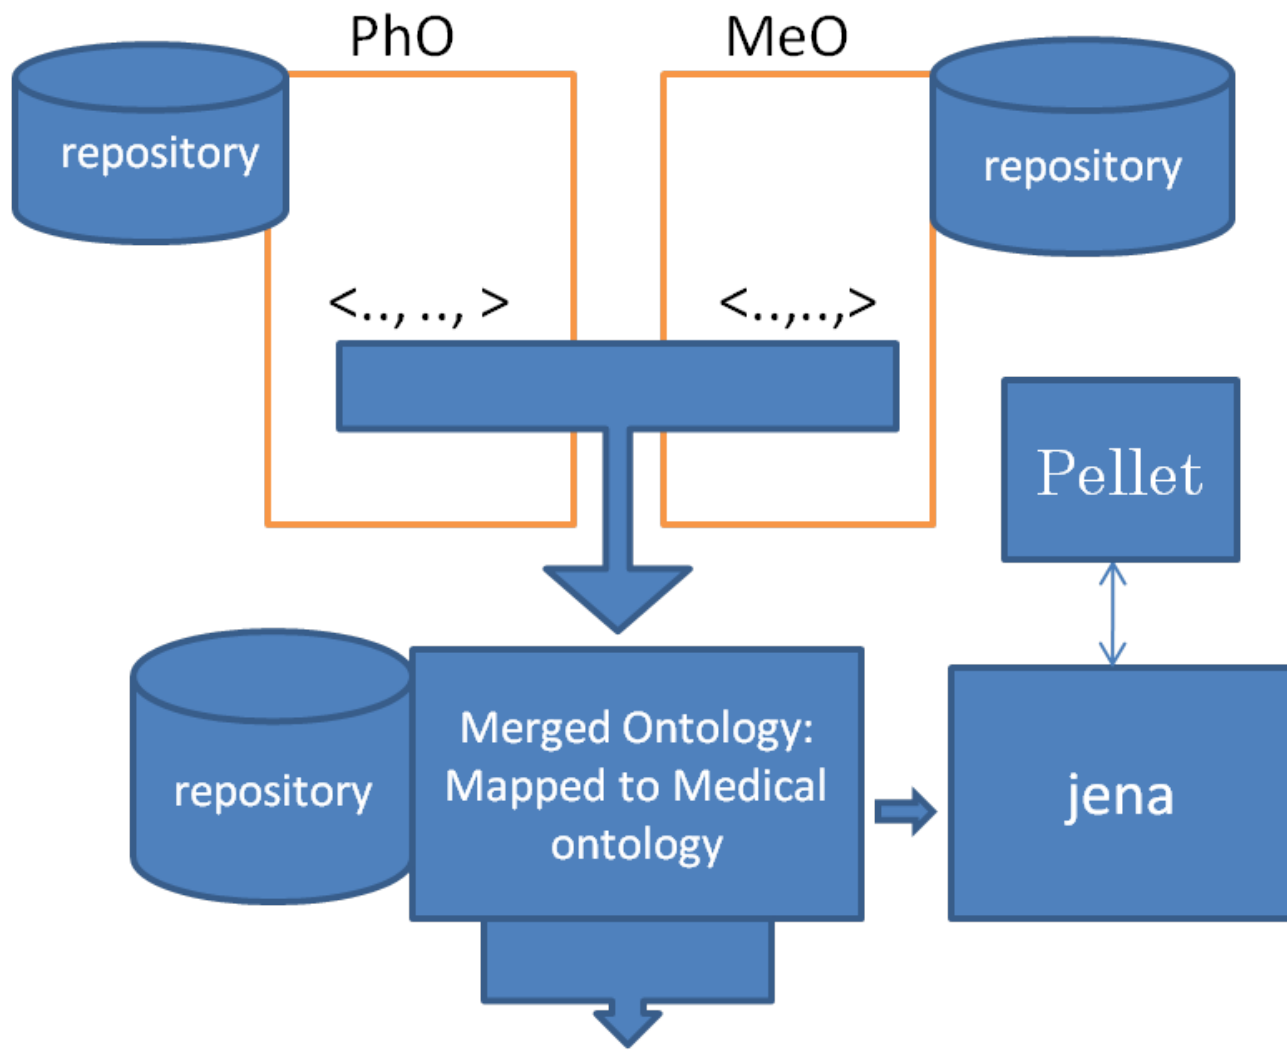 PhO
MeO
repository
repository
<.., .., >
<..,..,>
Pellet
repository
Merged Ontology:
Mapped to Medical
ontology
jena